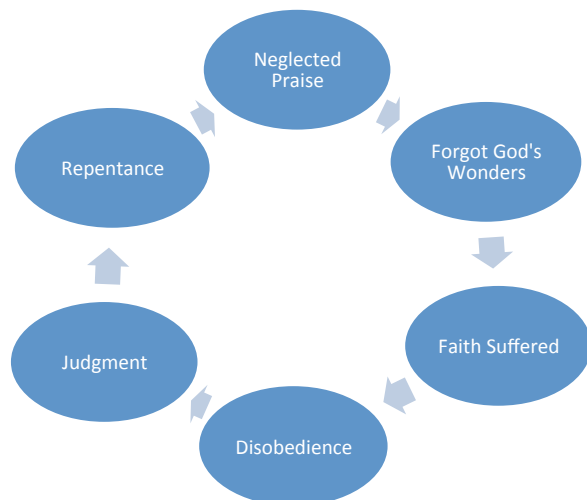 Neglected
Praise
Forgot God's
Wonders
Faith Suffered
Disobedience
Judgment
Repentance